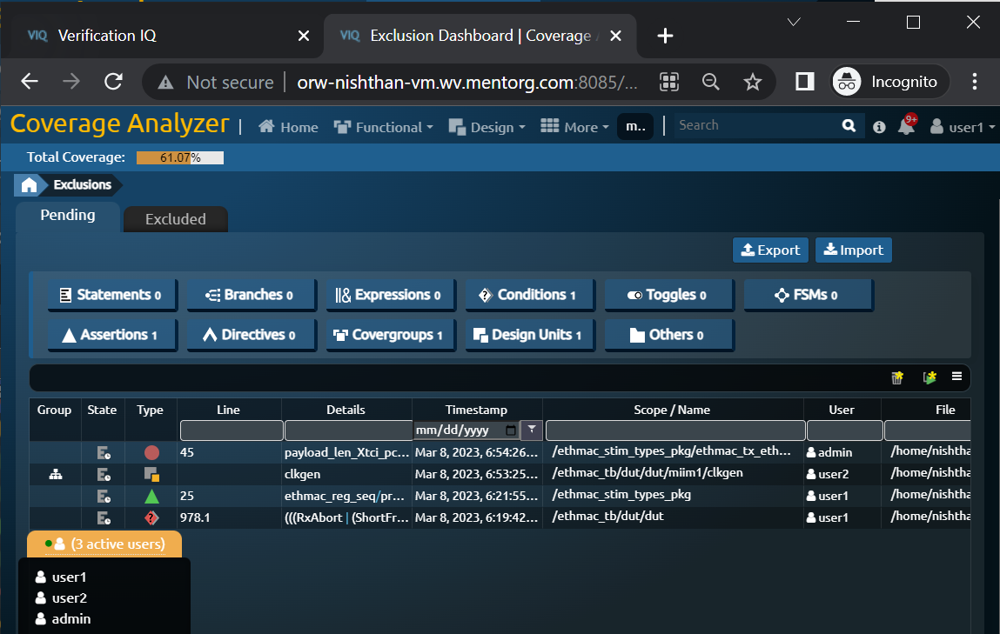 VIQ Verification IQ
VIQ Exclusion Dashboard | Coverage
Not secure orw-nishthan-vm.wv.mentorg.com:8085/... Incognito
Coverage Analyzer | Home Functional Design More m.. | Search 9+ user1
Total Coverage: 61.07%
Exclusions
Pending Excluded
Export Import
Statements 0 Branches 0 Expressions 0 Conditions 1 Toggles 0 FSMs 0
Assertions 1 Directives 0 Covergroups 1 Design Units 1 Others 0
Group State Type Line Details Timestamp Scope / Name User File
mm/dd/yyyy
45 payload_len_Xtci_pc... Mar 8, 2023, 6:54:26... /ethmac_stim_types_pkg/ethmac_tx_eth... admin /home/nishtha
clkgen Mar 8, 2023, 6:53:25... /ethmac_tb/dut/dut/miim1/clkgen user2 /home/nishtha
25 ethmac_reg_seq/pr... Mar 8, 2023, 6:21:55... /ethmac_stim_types_pkg user1 /home/nishtha
978.1 (((RxAbort | (ShortFr... Mar 8, 2023, 6:19:42... /ethmac_tb/dut/dut user1 /home/nishtha
(3 active users)
user1
user2
admin